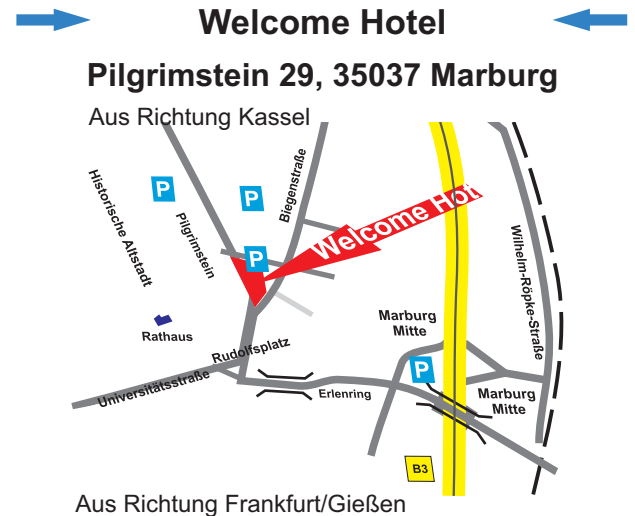 Welcome Hotel
Pilgrimstein 29, 35037 Marburg
Aus Richtung Kassel
Historische Altstadt
P
Pilgrimstein
P
Biegenstraße
P
Welcome Hot
Wilhelm-Röpke-Straße
Rathaus
Rudolfsplatz
Universitätsstraße
Marburg
Mitte
P
Erlenring
Marburg
Mitte
B3
Aus Richtung Frankfurt/Gießen